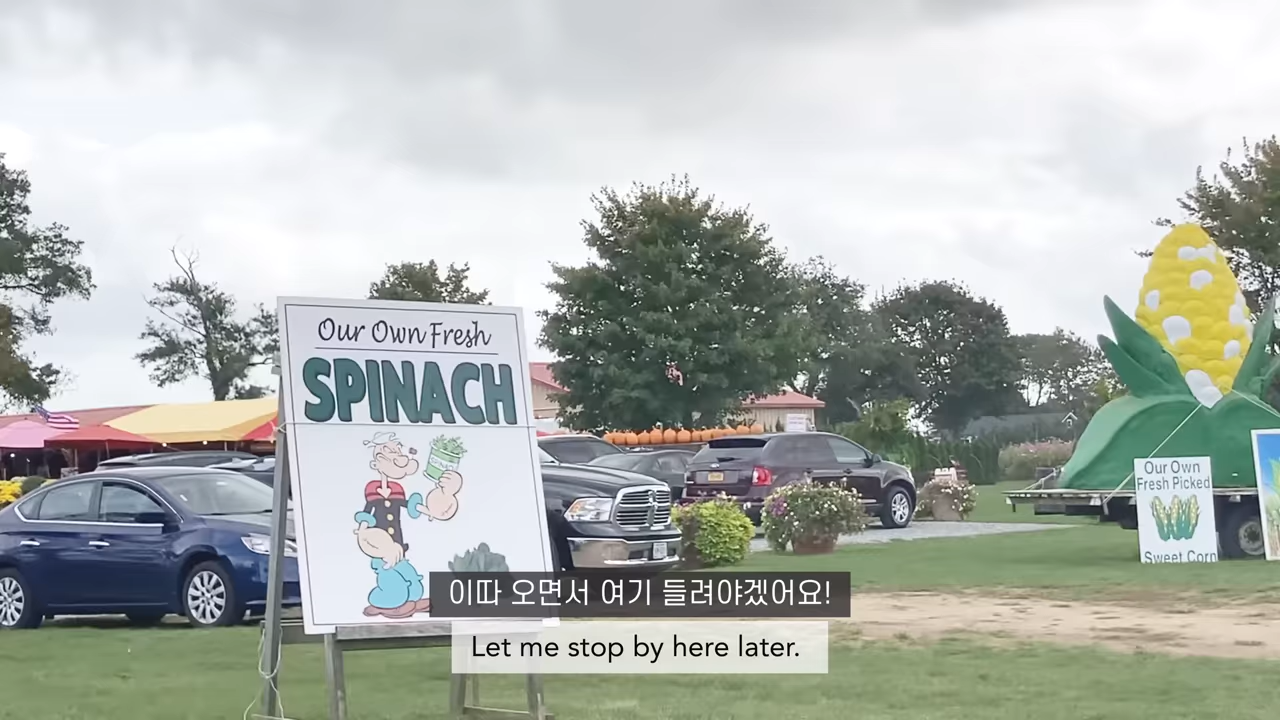 Our Own Fresh
SPINACH
Our Own
Fresh Picked
Sweet Corn
이따 오면서 여기 들려야겠어요!
Let me stop by here later.